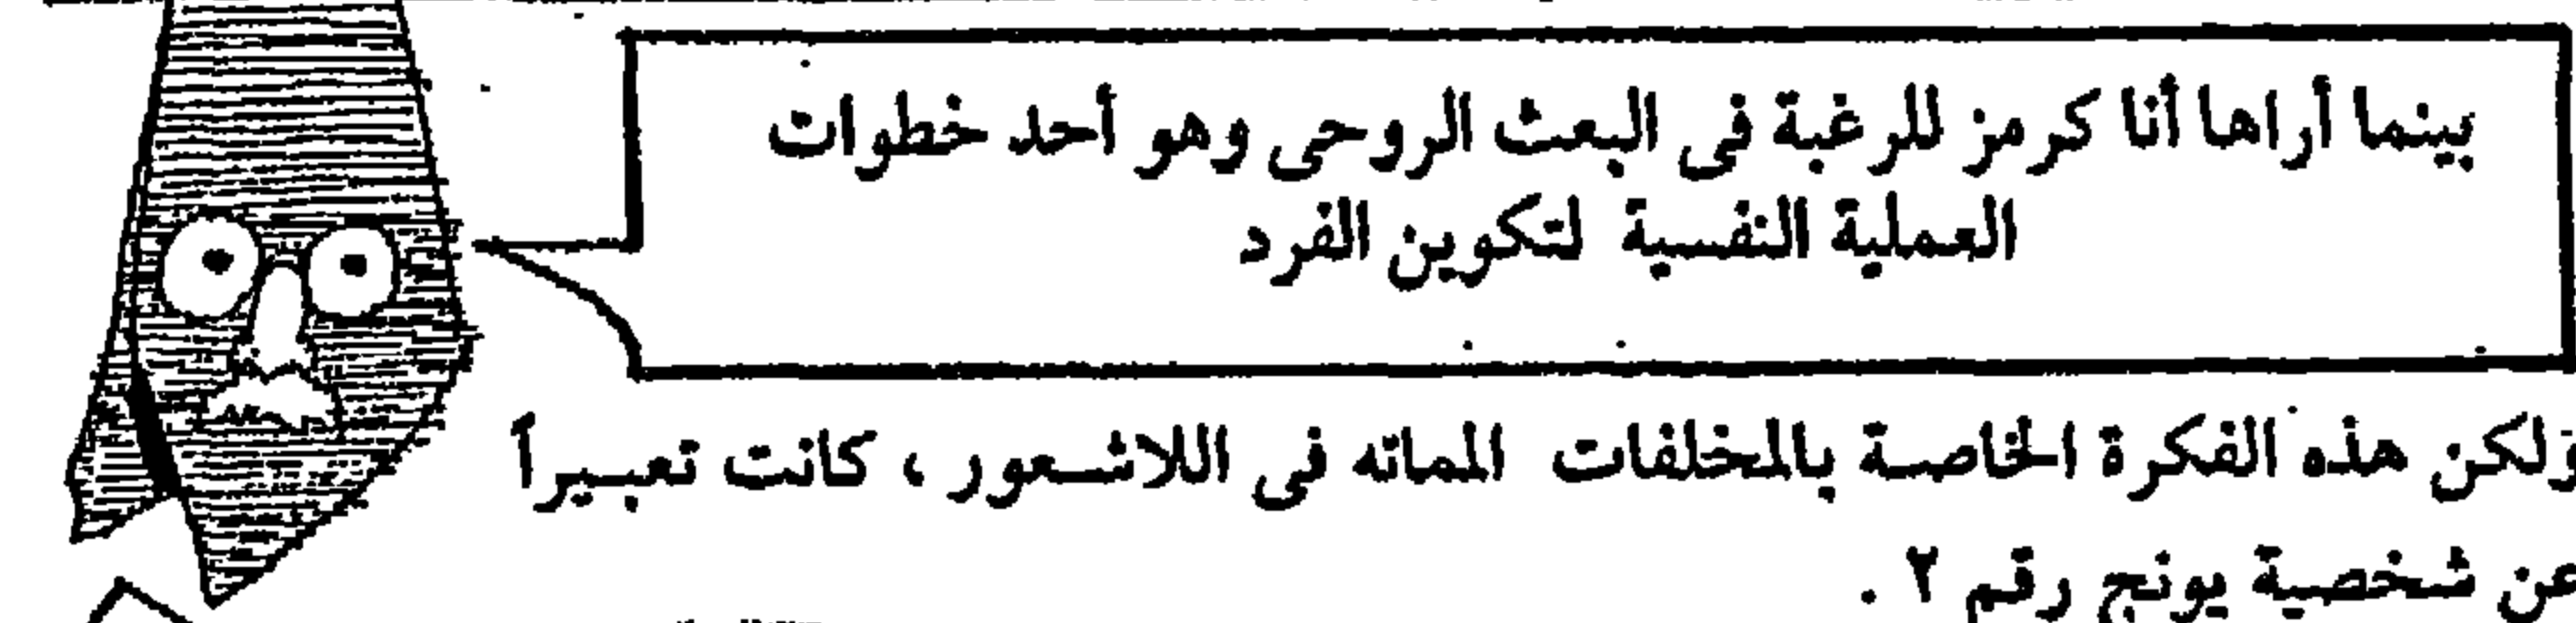 بينما أراها أنا كرمز للرغبة فى البعث الروحى وهو أحد خطوات
العملية النفسية لتكوين الفرد
ولكن هذه الفكرة الخاصة بالمخلفات المماته فى اللاشعور ، كانت تعبيراً
عن شخصية يونج رقم ٢ .